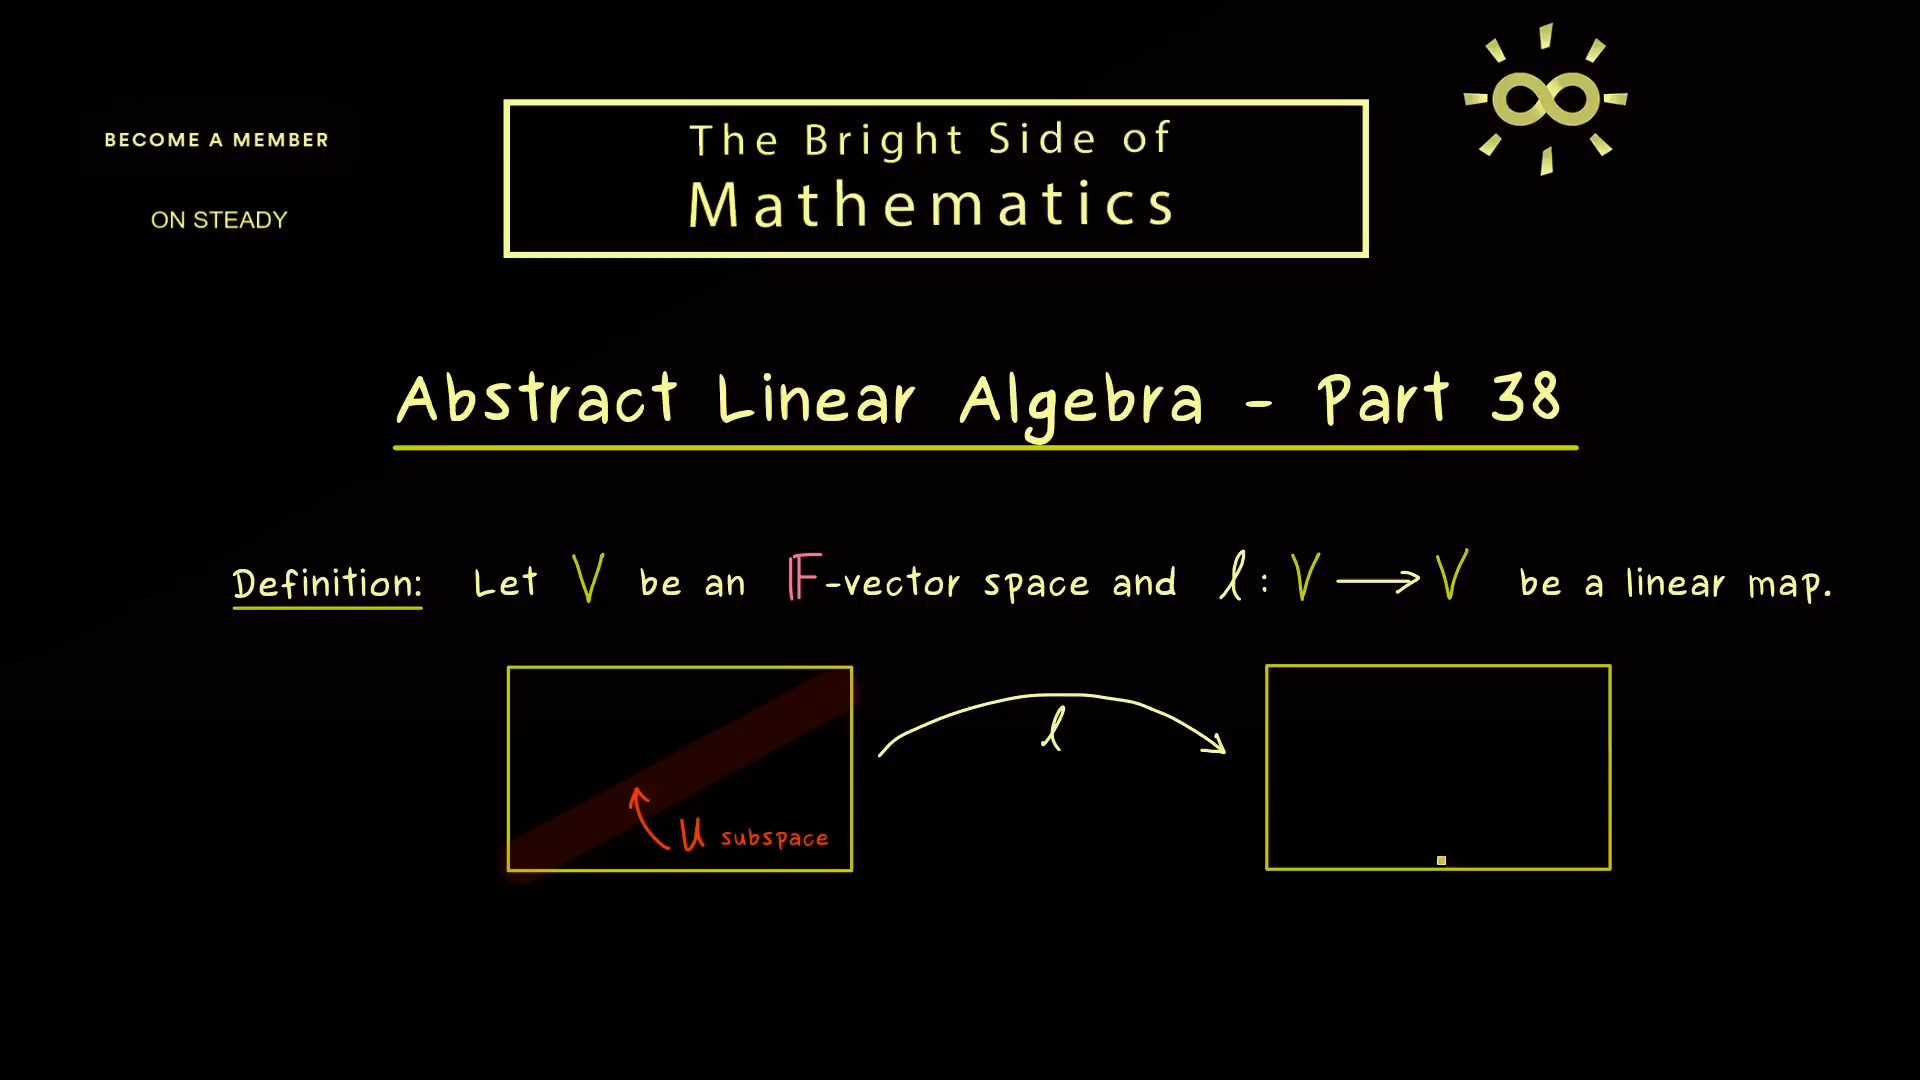 BECOME A MEMBER
ON STEADY
The Bright Side of
Mathematics
Abstract Linear Algebra - Part 38
Definition: Let V be an 𝔽-vector space and ℓ: V ⟶ V be a linear map.
ℓ
U subspace